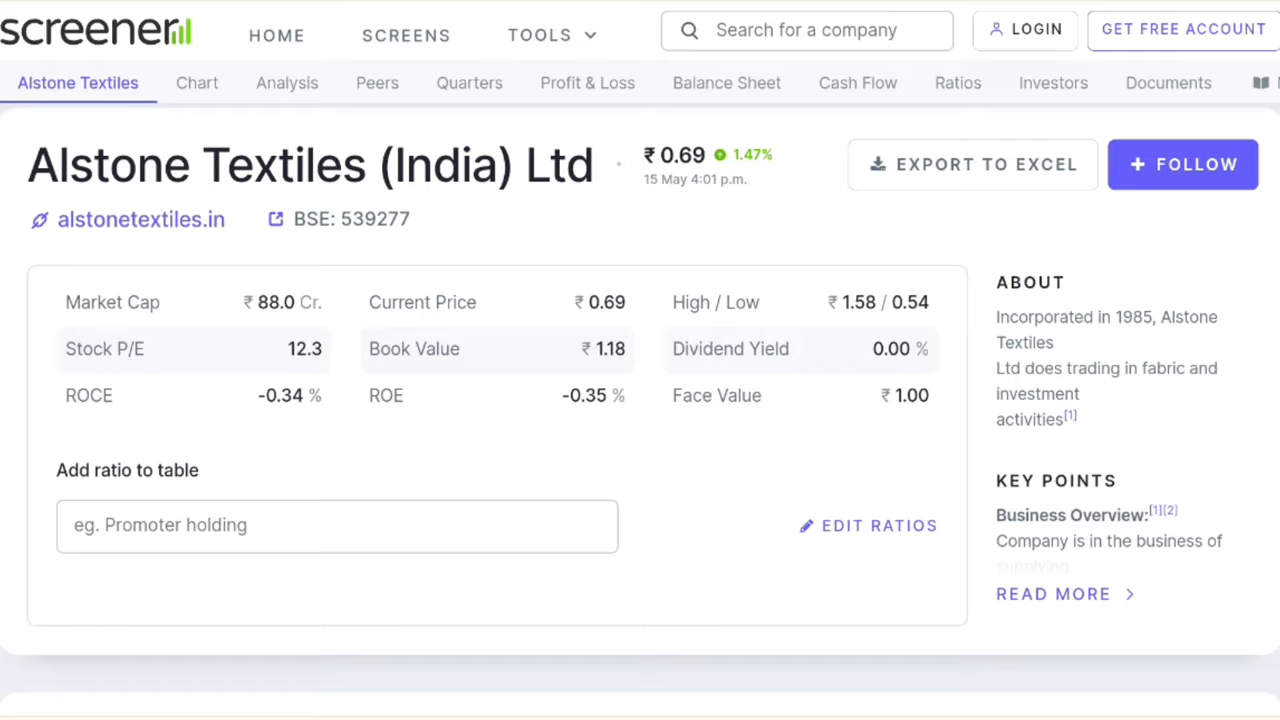 screener
HOME SCREENS TOOLS
Search for a company
LOGIN
GET FREE ACCOUNT
Alstone Textiles Chart Analysis Peers Quarters Profit & Loss Balance Sheet Cash Flow Ratios Investors Documents
Alstone Textiles (India) Ltd
₹ 0.69 1.47%
15 May 4:01 p.m.
EXPORT TO EXCEL
+ FOLLOW
alstonetextiles.in BSE: 539277
Market Cap ₹ 88.0 Cr. Current Price ₹ 0.69 High / Low ₹ 1.58 / 0.54
Stock P/E 12.3 Book Value ₹ 1.18 Dividend Yield 0.00 %
ROCE -0.34 % ROE -0.35 % Face Value ₹ 1.00
Add ratio to table
eg. Promoter holding
EDIT RATIOS
ABOUT
Incorporated in 1985, Alstone
Textiles
Ltd does trading in fabric and
investment
activities[1]
KEY POINTS
Business Overview:[1][2]
Company is in the business of
supplying
READ MORE